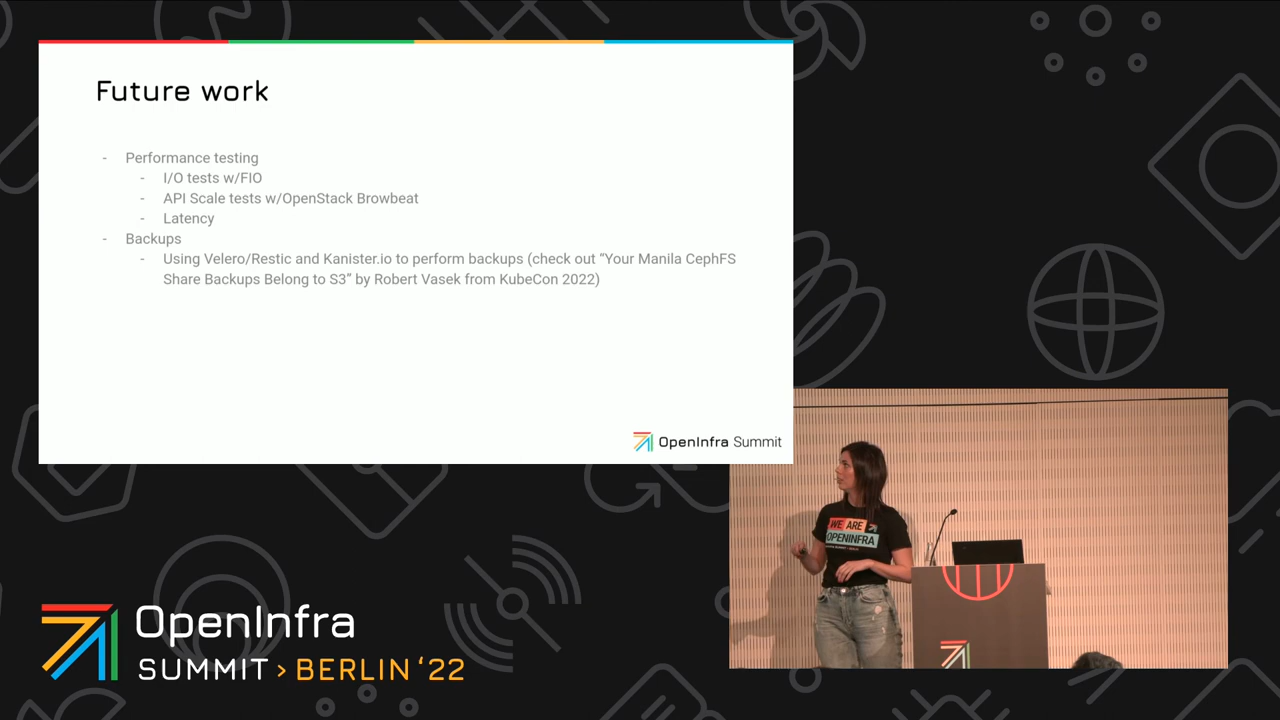 Future work
- Performance testing
- I/O tests w/FIO
- API Scale tests w/OpenStack Browbeat
- Latency
- Backups
- Using Velero/Restic and Kanister.io to perform backups (check out “Your Manila CephFS
Share Backups Belong to S3” by Robert Vasek from KubeCon 2022)
OpenInfra Summit
WE ARE
OPENINFRA
OpenInfra
SUMMIT > BERLIN ‘22